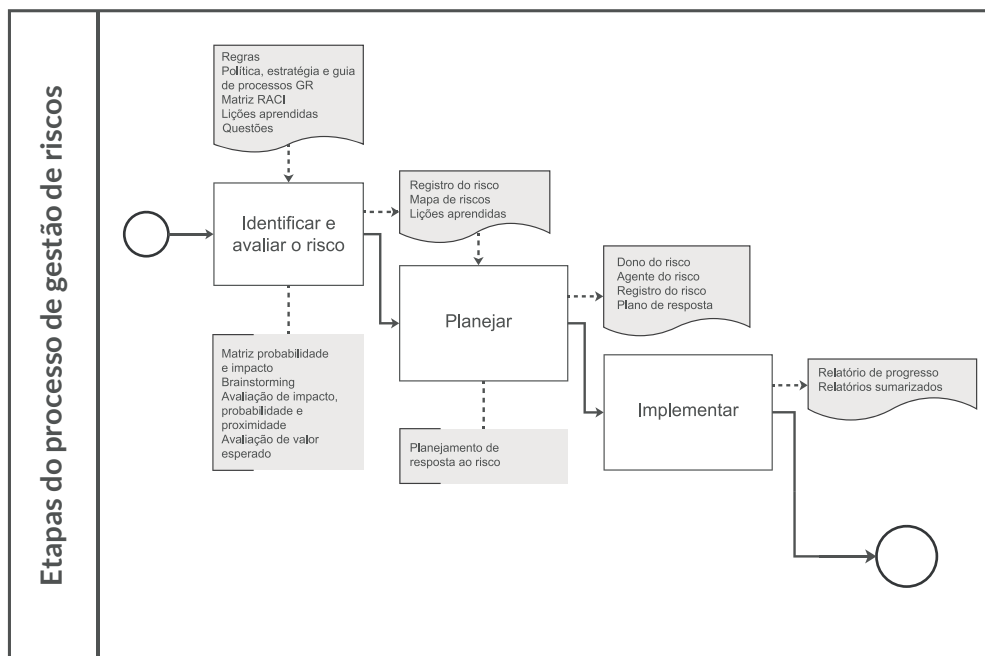 Etapas do processo de gestão de riscos
Regras
Política, estratégia e guia
de processos GR
Matriz RACI
Lições aprendidas
Questões
Identificar e
avaliar o risco
Registro do risco
Mapa de riscos
Lições aprendidas
Matriz probabilidade
e impacto
Brainstorming
Avaliação de impacto,
probabilidade e
proximidade
Avaliação de valor
esperado
Planejar
Dono do risco
Agente do risco
Registro do risco
Plano de resposta
Planejamento de
resposta ao risco
Implementar
Relatório de progresso
Relatórios sumarizados